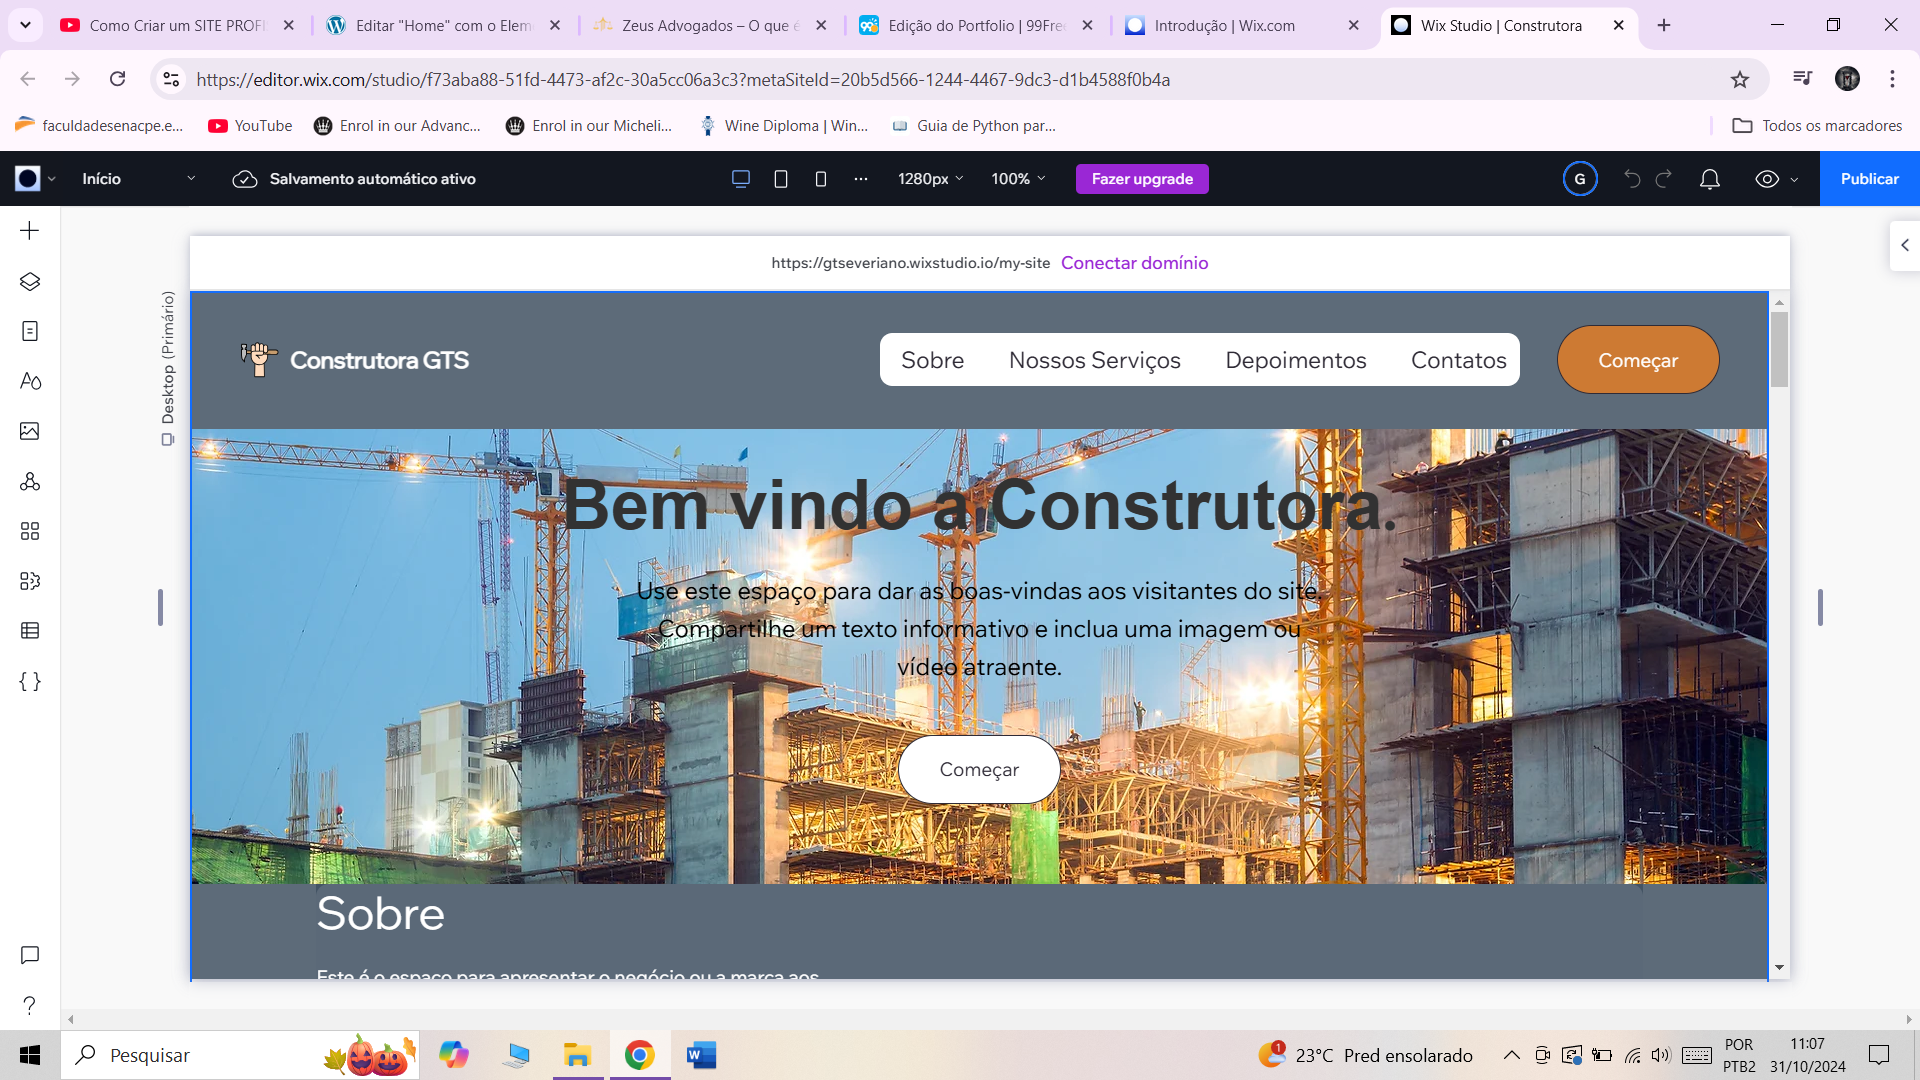 Como Criar um SITE PROFI
Editar "Home" com o Eleme
Zeus Advogados – O que é
Edição do Portfolio | 99Free
Introdução | Wix.com
Wix Studio | Construtora
https://editor.wix.com/studio/f73aba88-51fd-4473-af2c-30a5cc06a3c3?metaSiteId=20b5d566-1244-4467-9dc3-d1b4588f0b4a
faculdadesenacpe.e...
YouTube
Enrol in our Advanc...
Enrol in our Micheli...
Wine Diploma | Win...
Guia de Python par...
Todos os marcadores
Início
Salvamento automático ativo
1280px
100%
Fazer upgrade
G
Publicar
https://gtseveriano.wixstudio.io/my-site Conectar domínio
Desktop (Primário)
Construtora GTS
Sobre
Nossos Serviços
Depoimentos
Contatos
Começar
Bem vindo a Construtora.
Use este espaço para dar as boas-vindas aos visitantes do site.
Compartilhe um texto informativo e inclua uma imagem ou
vídeo atraente.
Começar
Sobre
Este é o espaço para apresentar o negócio ou a marca aos
Pesquisar
W
1
23°C Pred ensolarado
POR
PTB2
11:07
31/10/2024